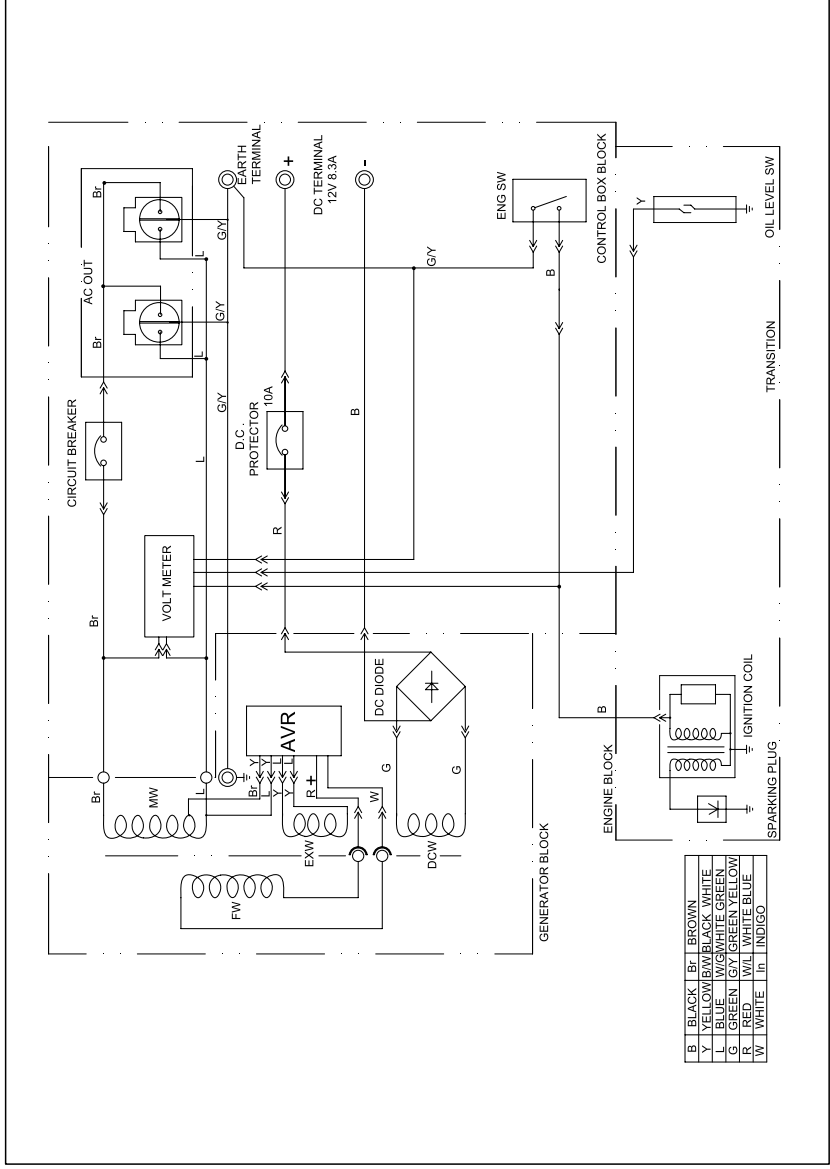 AC OUT
Br
Br
L
L
G/Y
G/Y
G/Y
CIRCUIT BREAKER
Br
L
VOLT METER
EARTH
TERMINAL
+
DC TERMINAL
12V 8.3A
-
D.C.
PROTECTOR
10A
R
B
ENG SW
G/Y
B
CONTROL BOX BLOCK
Br
MW
L
FW
EXW
DCW
AVR
Y
Y
L
L
Br
L
Y
Y
R +
W
DC DIODE
G
G
GENERATOR BLOCK
ENGINE BLOCK
B
IGNITION COIL
SPARKING PLUG
TRANSITION
Y
OIL LEVEL SW
B BLACK Br BROWN
Y YELLOW B/W BLACK WHITE
L BLUE W/G WHITE GREEN
G GREEN G/Y GREEN YELLOW
R RED W/L WHITE BLUE
W WHITE In INDIGO